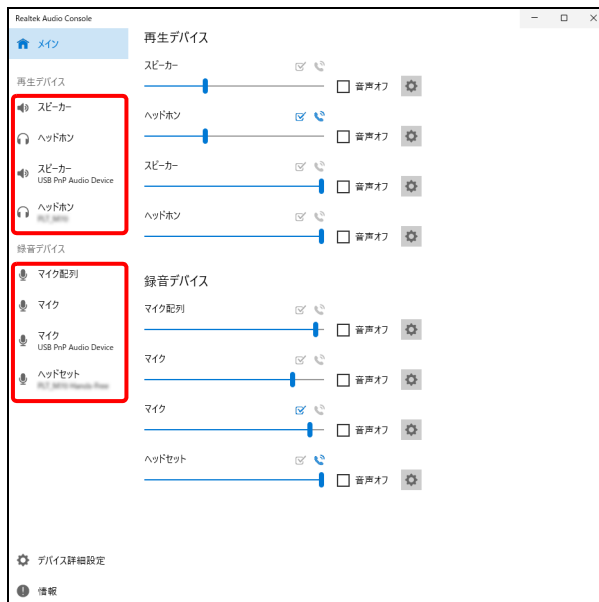 Realtek Audio Console
メイン
再生デバイス
スピーカー
ヘッドホン
スピーカー
USB PnP Audio Device
ヘッドホン
録音デバイス
マイク配列
マイク
マイク
USB PnP Audio Device
ヘッドセット
デバイス詳細設定
情報
再生デバイス
スピーカー
音声オフ
ヘッドホン
音声オフ
スピーカー
音声オフ
ヘッドホン
音声オフ
録音デバイス
マイク配列
音声オフ
マイク
音声オフ
マイク
音声オフ
ヘッドセット
音声オフ